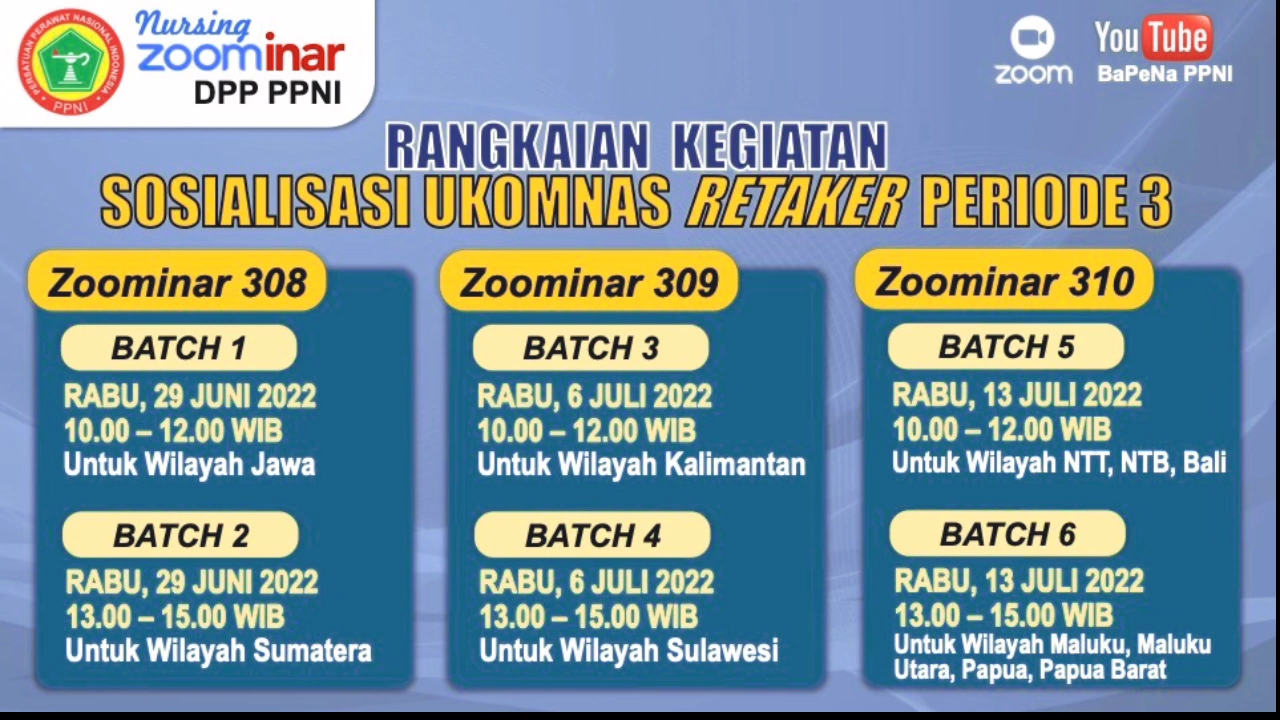 PERSATUAN PERAWAT NASIONAL INDONESIA
PPNI
Nursing
zoominar
DPP PPNI
zoom
YouTube
BaPeNa PPNI
RANGKAIAN KEGIATAN
SOSIALISASI UKOMNAS RETAKER PERIODE 3
Zoominar 308
BATCH 1
RABU, 29 JUNI 2022
10.00 – 12.00 WIB
Untuk Wilayah Jawa
BATCH 2
RABU, 29 JUNI 2022
13.00 – 15.00 WIB
Untuk Wilayah Sumatera
Zoominar 309
BATCH 3
RABU, 6 JULI 2022
10.00 – 12.00 WIB
Untuk Wilayah Kalimantan
BATCH 4
RABU, 6 JULI 2022
13.00 – 15.00 WIB
Untuk Wilayah Sulawesi
Zoominar 310
BATCH 5
RABU, 13 JULI 2022
10.00 – 12.00 WIB
Untuk Wilayah NTT, NTB, Bali
BATCH 6
RABU, 13 JULI 2022
13.00 – 15.00 WIB
Untuk Wilayah Maluku, Maluku
Utara, Papua, Papua Barat